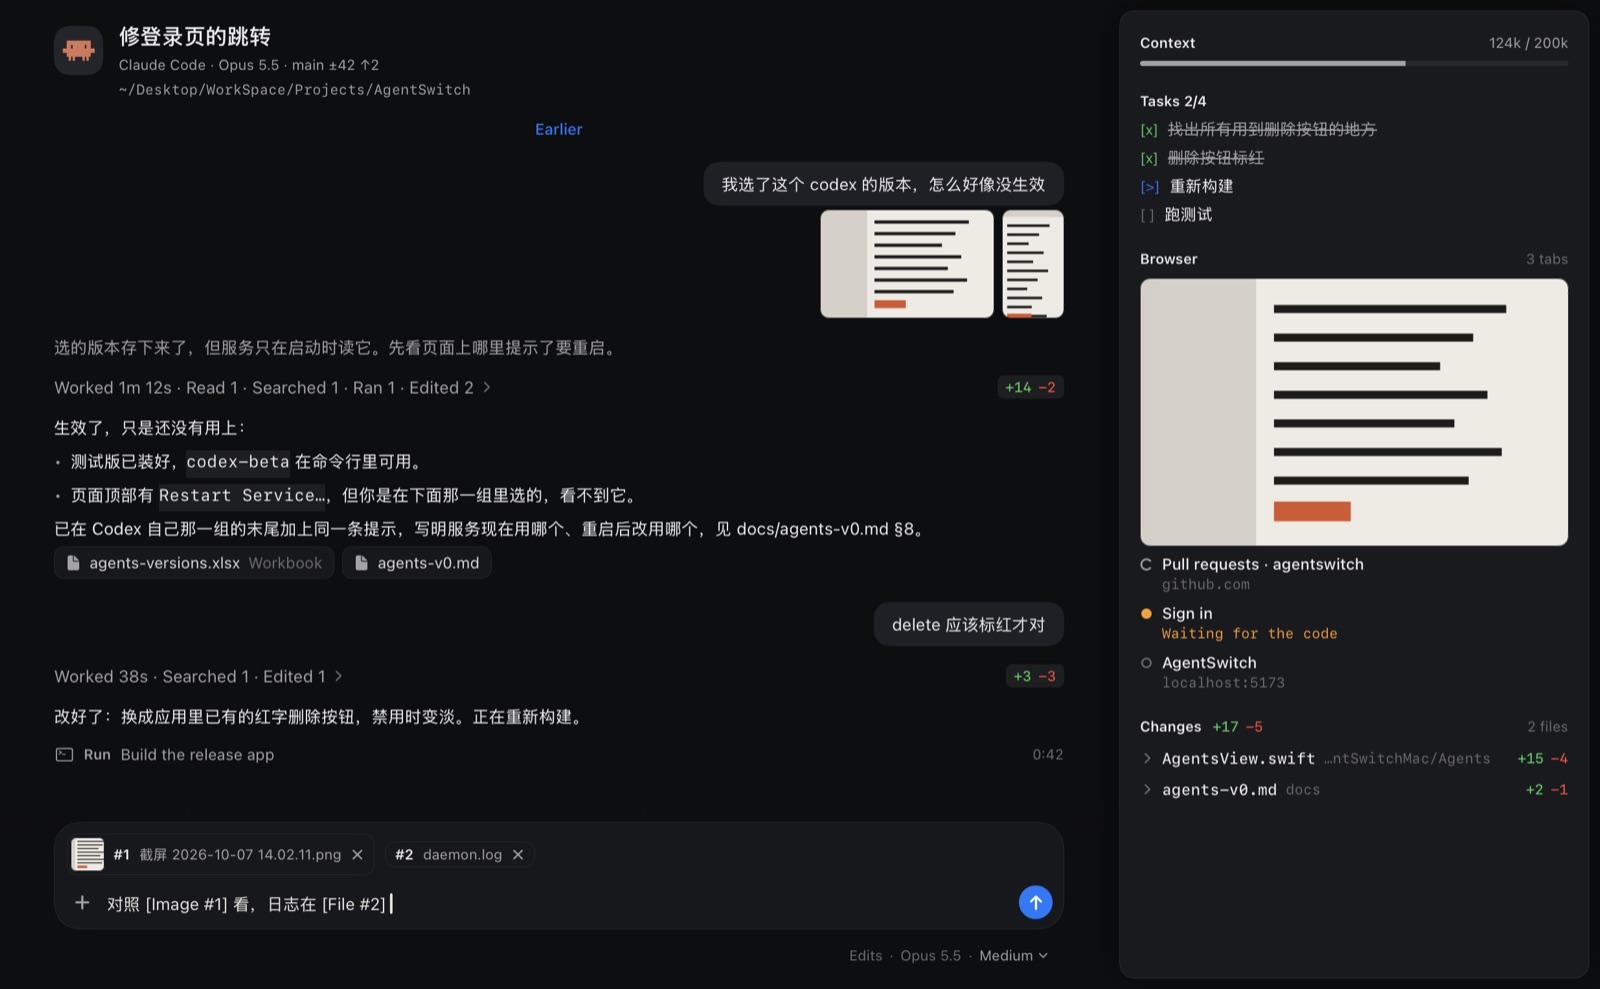 修登录页的跳转
Claude Code · Opus 5.5 · main ±42 ↑2
~/Desktop/WorkSpace/Projects/AgentSwitch
Earlier
我选了这个 codex 的版本，怎么好像没生效
选的版本存下来了，但服务只在启动时读它。先看页面上哪里提示了要重启。
Worked 1m 12s · Read 1 · Searched 1 · Ran 1 · Edited 2 >
+14 −2
生效了，只是还没有用上：
· 测试版已装好，codex-beta 在命令行里可用。
· 页面顶部有 Restart Service…，但你是在下面那一组里选的，看不到它。
已在 Codex 自己那一组的末尾加上同一条提示，写明服务现在用哪个、重启后改用哪个，见 docs/agents-v0.md §8。
agents-versions.xlsx Workbook
agents-v0.md
delete 应该标红才对
Worked 38s · Searched 1 · Edited 1 >
+3 −3
改好了：换成应用里已有的红字删除按钮，禁用时变淡。正在重新构建。
Run Build the release app
0:42
#1 截屏 2026-10-07 14.02.11.png ×
#2 daemon.log ×
+ 对照 [Image #1] 看，日志在 [File #2]
Edits · Opus 5.5 · Medium
Context
124k / 200k
Tasks 2/4
[x] 找出所有用到删除按钮的地方
[x] 删除按钮标红
[>] 重新构建
[ ] 跑测试
Browser
3 tabs
Pull requests · agentswitch
github.com
Sign in
Waiting for the code
AgentSwitch
localhost:5173
Changes +17 −5
2 files
> AgentsView.swift …ntSwitchMac/Agents +15 −4
> agents-v0.md docs +2 −1